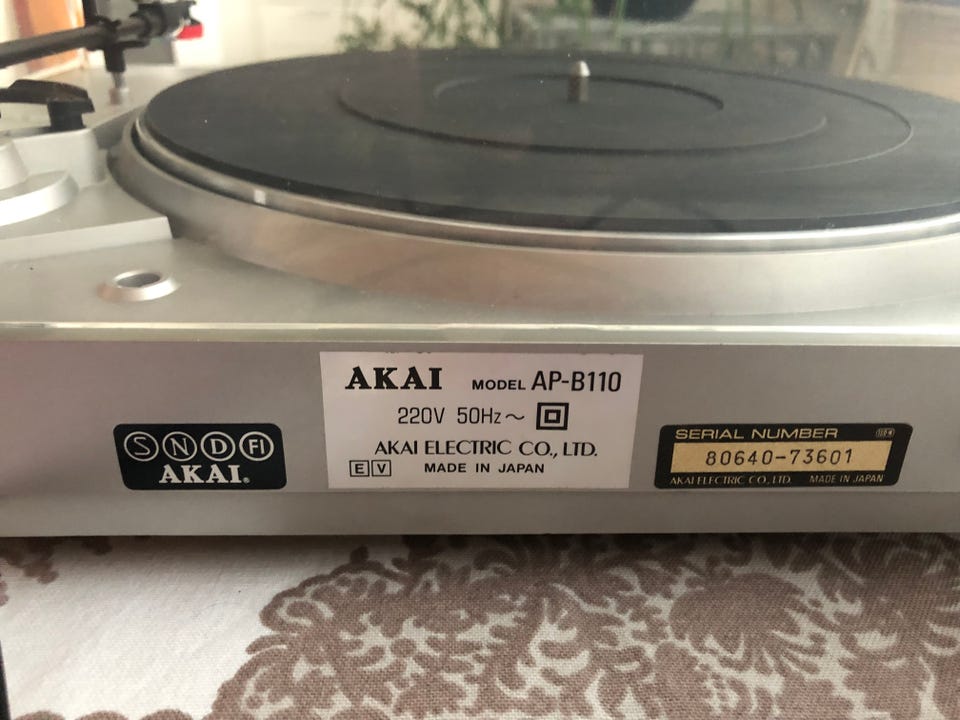 S N D FI
AKAI®
AKAI MODEL AP-B110
220V 50Hz～
AKAI ELECTRIC CO., LTD.
E V MADE IN JAPAN
SERIAL NUMBER
80640-73601
AKAI ELECTRIC CO., LTD. MADE IN JAPAN